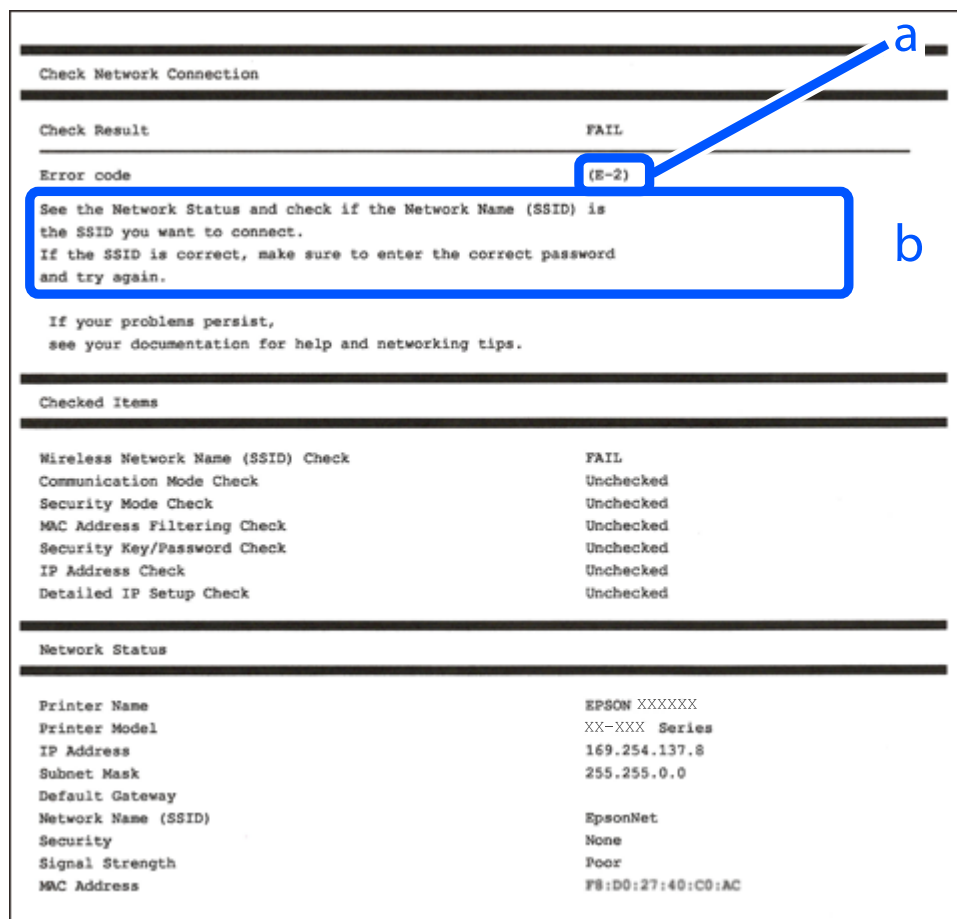 a
Check Network Connection
Check Result FAIL
Error code (E-2)
See the Network Status and check if the Network Name (SSID) is
the SSID you want to connect.
If the SSID is correct, make sure to enter the correct password
and try again.
b
If your problems persist,
see your documentation for help and networking tips.
Checked Items
Wireless Network Name (SSID) Check FAIL
Communication Mode Check Unchecked
Security Mode Check Unchecked
MAC Address Filtering Check Unchecked
Security Key/Password Check Unchecked
IP Address Check Unchecked
Detailed IP Setup Check Unchecked
Network Status
Printer Name EPSON XXXXXX
Printer Model XX-XXX Series
IP Address 169.254.137.8
Subnet Mask 255.255.0.0
Default Gateway
Network Name (SSID) EpsonNet
Security None
Signal Strength Poor
MAC Address F8:D0:27:40:C0:AC